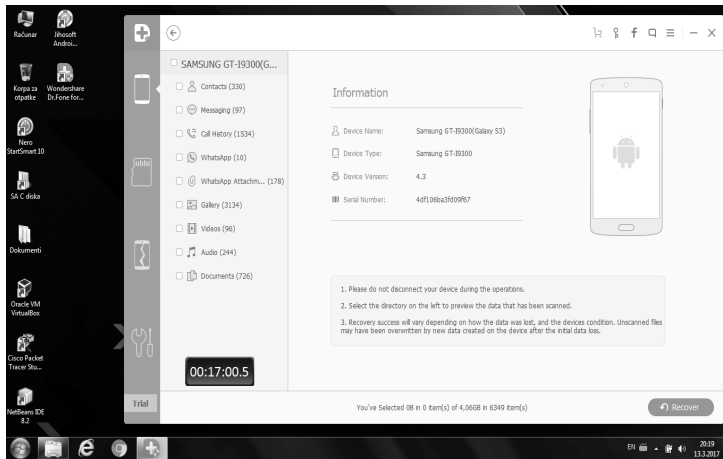 Računar
Jihosoft
Androi...
Korpa za
otpatke
Wondershare
Dr.Fone for...
Nero
StartSmart 10
SA C diska
Dokumenti
Oracle VM
VirtualBox
Cisco Packet
Tracer Stu...
NetBeans IDE
8.2
SAMSUNG GT-I9300(G...
Contacts (330)
Messaging (97)
Call History (1534)
WhatsApp (10)
WhatsApp Attachm... (178)
Gallery (3134)
Videos (96)
Audio (244)
Documents (726)
00:17:00.5
Trial
Information
Device Name: Samsung GT-I9300(Galaxy S3)
Device Type: Samsung GT-I9300
Device Version: 4.3
Serial Number: 4df106ba3fd09f67
1. Please do not disconnect your device during the operations.
2. Select the directory on the left to preview the data that has been scanned.
3. Recovery success will vary depending on how the data was lost, and the devices condition. Unscanned files
may have been overwritten by new data created on the device after the initial data loss.
You've Selected 0B in 0 item(s) of 4,06GB in 6349 item(s)
Recover
EN
20:19
13.3.2017